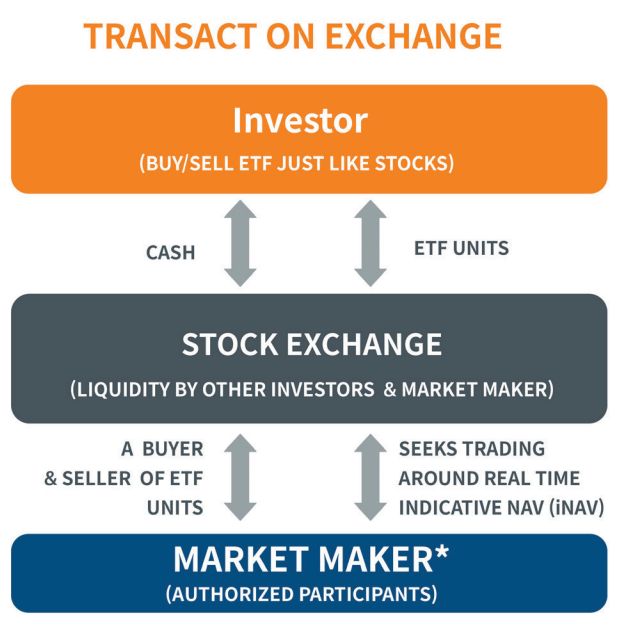 TRANSACT ON EXCHANGE
Investor
(BUY/SELL ETF JUST LIKE STOCKS)
CASH
ETF UNITS
STOCK EXCHANGE
(LIQUIDITY BY OTHER INVESTORS & MARKET MAKER)
A BUYER
& SELLER OF ETF
UNITS
SEEKS TRADING
AROUND REAL TIME
INDICATIVE NAV (iNAV)
MARKET MAKER*
(AUTHORIZED PARTICIPANTS)